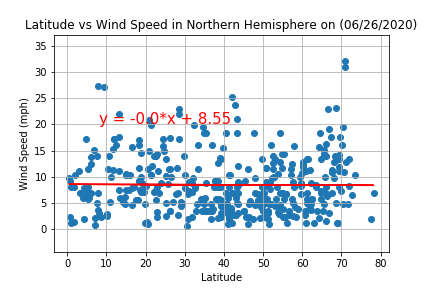 Latitude vs Wind Speed in Northern Hemisphere on (06/26/2020)
35
30
25
20
15
10
5
0
Wind Speed (mph)
y = -0.0*x + 8.55
0 10 20 30 40 50 60 70 80
Latitude